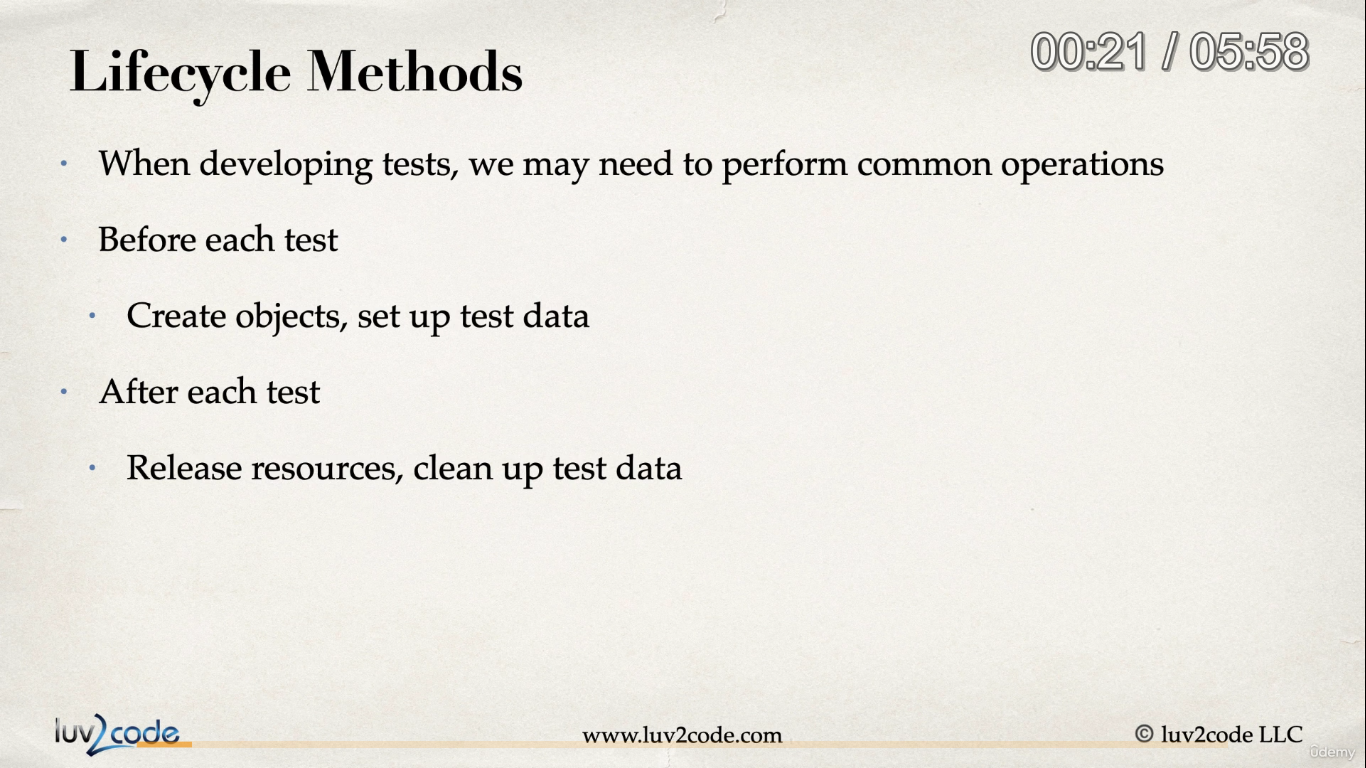 Lifecycle Methods
00:21 / 05:58
• When developing tests, we may need to perform common operations
• Before each test
• Create objects, set up test data
• After each test
• Release resources, clean up test data
luv2code
www.luv2code.com
© luv2code LLC
ûdemy